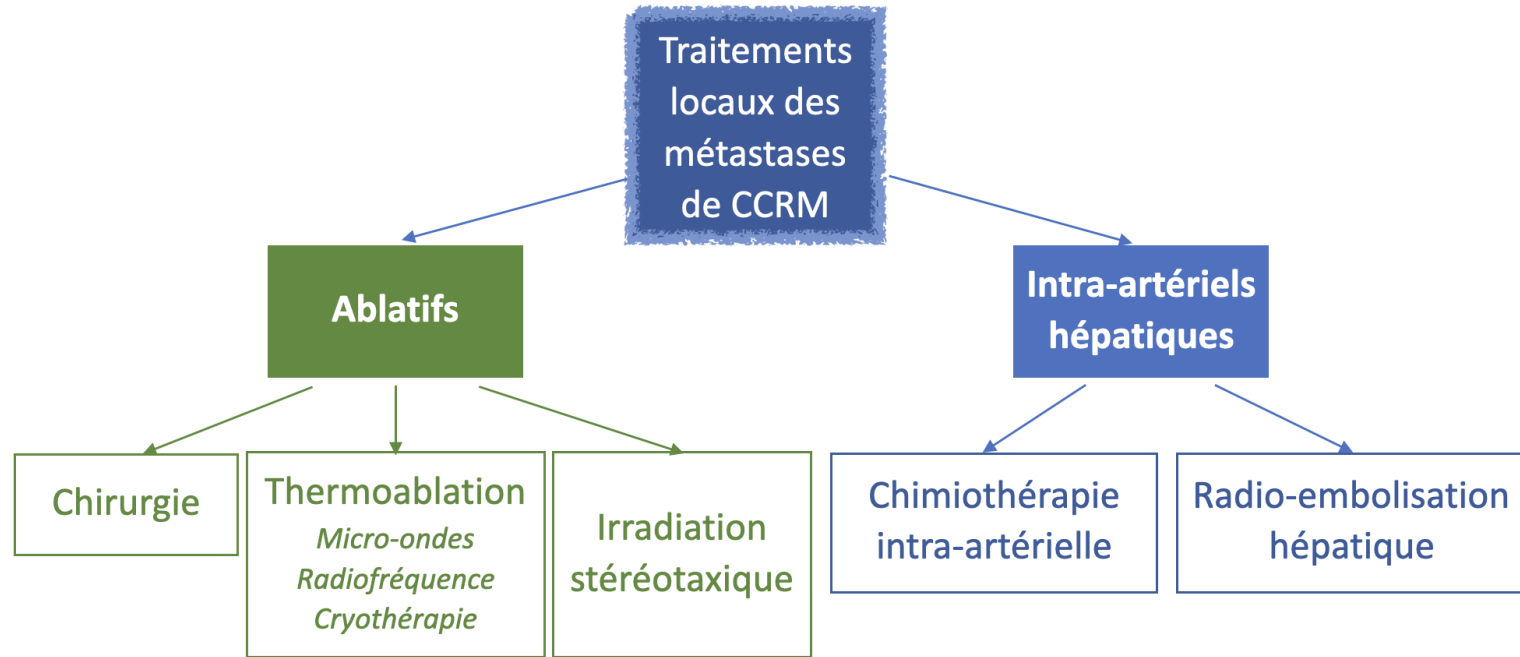 Traitements
locaux des
métastases
de CCRM
Ablatifs
Intra-artériels
hépatiques
Chirurgie
Thermoablation
Micro-ondes
Radiofréquence
Cryothérapie
Irradiation
stéréotaxique
Chimiothérapie
intra-artérielle
Radio-embolisation
hépatique